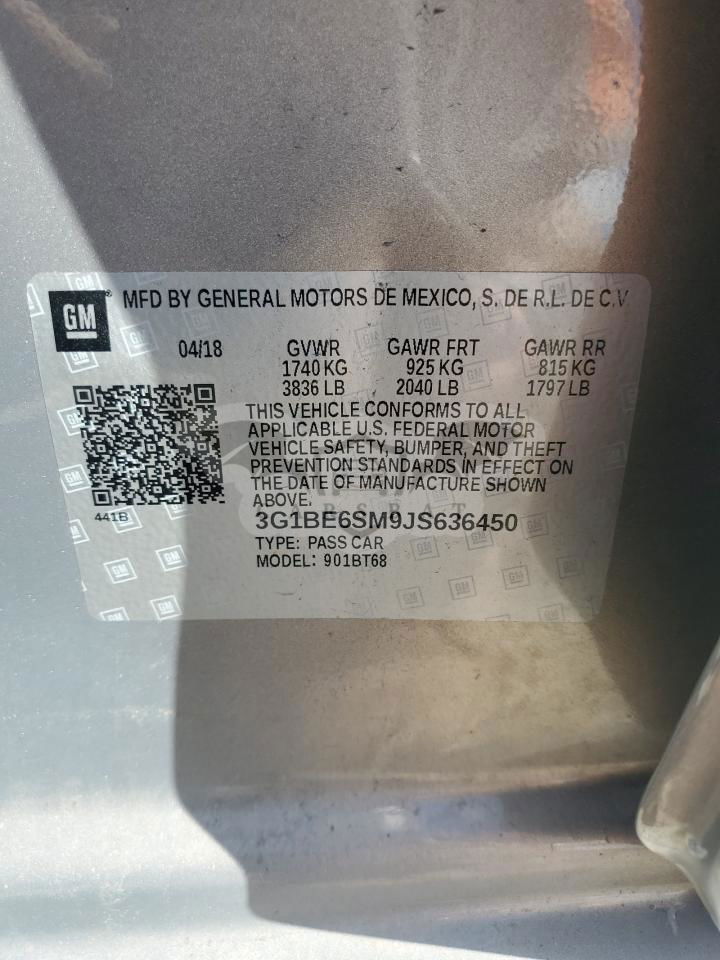 GM
MFD BY GENERAL MOTORS DE MEXICO, S. DE R.L. DE C.V
04/18 GVWR GAWR FRT GAWR RR
1740 KG 925 KG 815 KG
3836 LB 2040 LB 1797 LB
THIS VEHICLE CONFORMS TO ALL
APPLICABLE U.S. FEDERAL MOTOR
VEHICLE SAFETY, BUMPER, AND THEFT
PREVENTION STANDARDS IN EFFECT ON
THE DATE OF MANUFACTURE SHOWN
ABOVE.
441B
3G1BE6SM9JS636450
TYPE: PASS CAR
MODEL: 901BT68